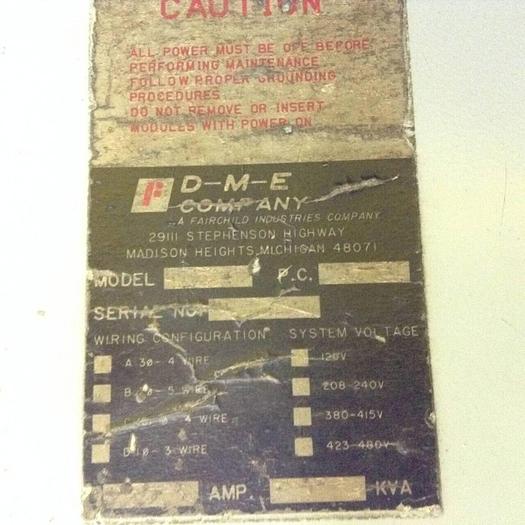 CAUTION
ALL POWER MUST BE OFF BEFORE
PERFORMING MAINTENANCE
FOLLOW PROPER GROUNDING
PROCEDURES
DO NOT REMOVE OR INSERT
MODULES WITH POWER ON
D-M-E
COMPANY
A FAIRCHILD INDUSTRIES COMPANY
29111 STEPHENSON HIGHWAY
MADISON HEIGHTS, MICHIGAN 48071
MODEL P.C.
SERIAL NO.
WIRING CONFIGURATION SYSTEM VOLTAGE
A 3Ø- 4 WIRE 120V
B Ø- 5 WIRE 208-240V
4 WIRE 380-415V
D 1Ø- 3 WIRE 423-480V
AMP. KVA